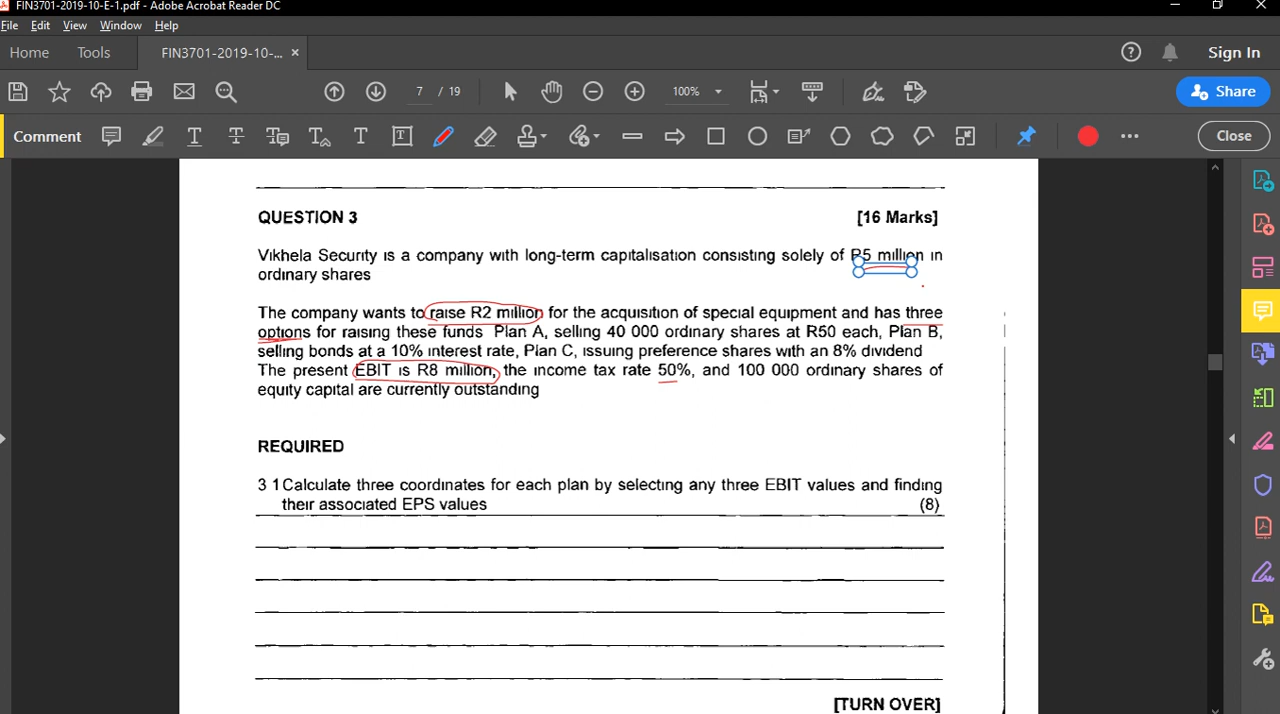 FIN3701-2019-10-E-1.pdf - Adobe Acrobat Reader DC
File Edit View Window Help
Home Tools FIN3701-2019-10-... × Sign In
7 / 19 100% Share
Comment Close
QUESTION 3 [16 Marks]
Vikhela Security is a company with long-term capitalisation consisting solely of R5 million in
ordinary shares
The company wants to raise R2 million for the acquisition of special equipment and has three
options for raising these funds Plan A, selling 40 000 ordinary shares at R50 each, Plan B,
selling bonds at a 10% interest rate, Plan C, issuing preference shares with an 8% dividend
The present EBIT is R8 million, the income tax rate 50%, and 100 000 ordinary shares of
equity capital are currently outstanding
REQUIRED
3 1 Calculate three coordinates for each plan by selecting any three EBIT values and finding
their associated EPS values (8)
[TURN OVER]